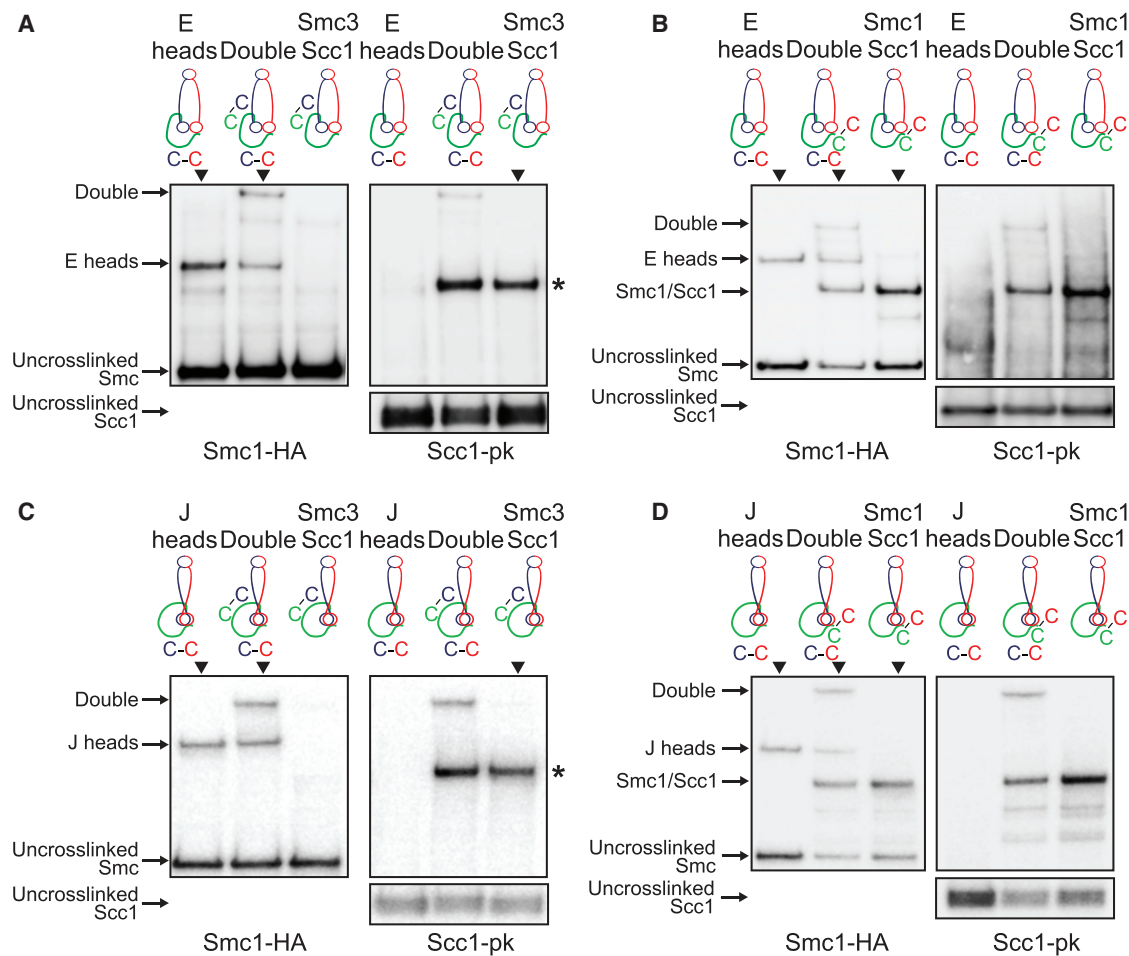 A
E
Smc3
E
Smc3
heads Double Scc1
heads Double Scc1
C
C
C
C
C
C
C
C
C-C
C-C
C-C
C-C
Double
E heads
*
Uncrosslinked
Smc
Uncrosslinked
Scc1
Smc1-HA
Scc1-pk
B
E
Smc1
E
Smc1
heads Double Scc1
heads Double Scc1
C
C
C
C
C
C
C
C
C-C
C-C
C-C
C-C
Double
E heads
Smc1/Scc1
Uncrosslinked
Smc
Uncrosslinked
Scc1
Smc1-HA
Scc1-pk
C
J
Smc3
J
Smc3
heads Double Scc1
heads Double Scc1
C
C
C
C
C
C
C
C
C-C
C-C
C-C
C-C
Double
J heads
*
Uncrosslinked
Smc
Uncrosslinked
Scc1
Smc1-HA
Scc1-pk
D
J
Smc1
J
Smc1
heads Double Scc1
heads Double Scc1
C
C
C
C
C
C
C
C
C-C
C-C
C-C
C-C
Double
J heads
Smc1/Scc1
Uncrosslinked
Smc
Uncrosslinked
Scc1
Smc1-HA
Scc1-pk